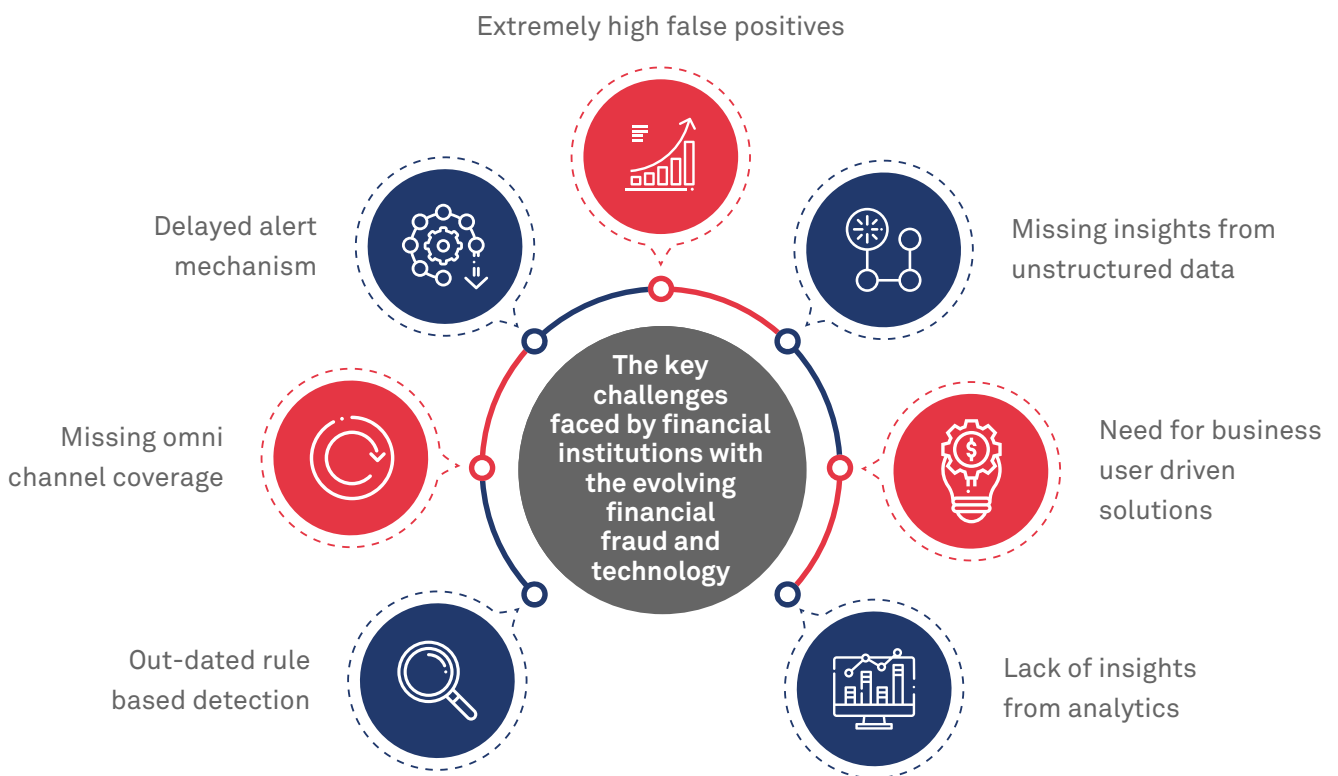 Extremely high false positives
Delayed alert
mechanism
Missing insights from
unstructured data
The key
challenges
faced by financial
institutions with
the evolving
financial
fraud and
technology
Missing omni
channel coverage
Need for business
user driven
solutions
Out-dated rule
based detection
Lack of insights
from analytics
$